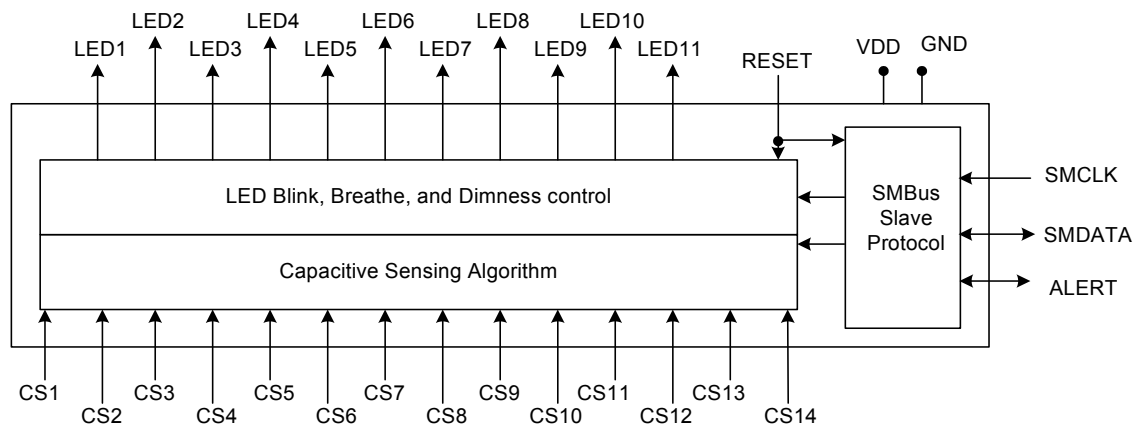 LED2 LED4 LED6 LED8 LED10
LED1 LED3 LED5 LED7 LED9 LED11
RESET VDD GND
LED Blink, Breathe, and Dimness control
Capacitive Sensing Algorithm
SMBus
Slave
Protocol
SMCLK
SMDATA
ALERT
CS1 CS3 CS5 CS7 CS9 CS11 CS13
CS2 CS4 CS6 CS8 CS10 CS12 CS14